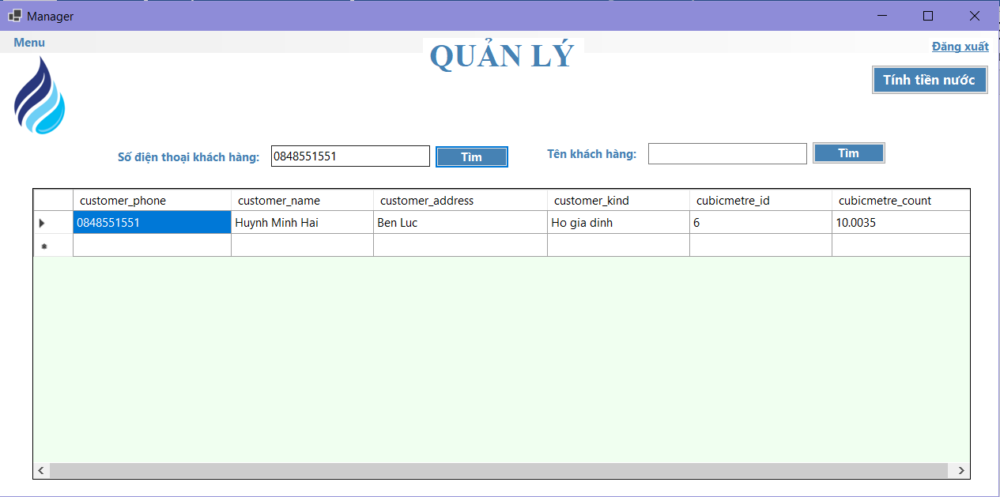 Manager
Menu
QUẢN LÝ
Đăng xuất
Tính tiền nước
Số điện thoại khách hàng: 0848551551 Tìm Tên khách hàng: Tìm
customer_phone customer_name customer_address customer_kind cubicmetre_id cubicmetre_count
0848551551 Huynh Minh Hai Ben Luc Ho gia dinh 6 10.0035